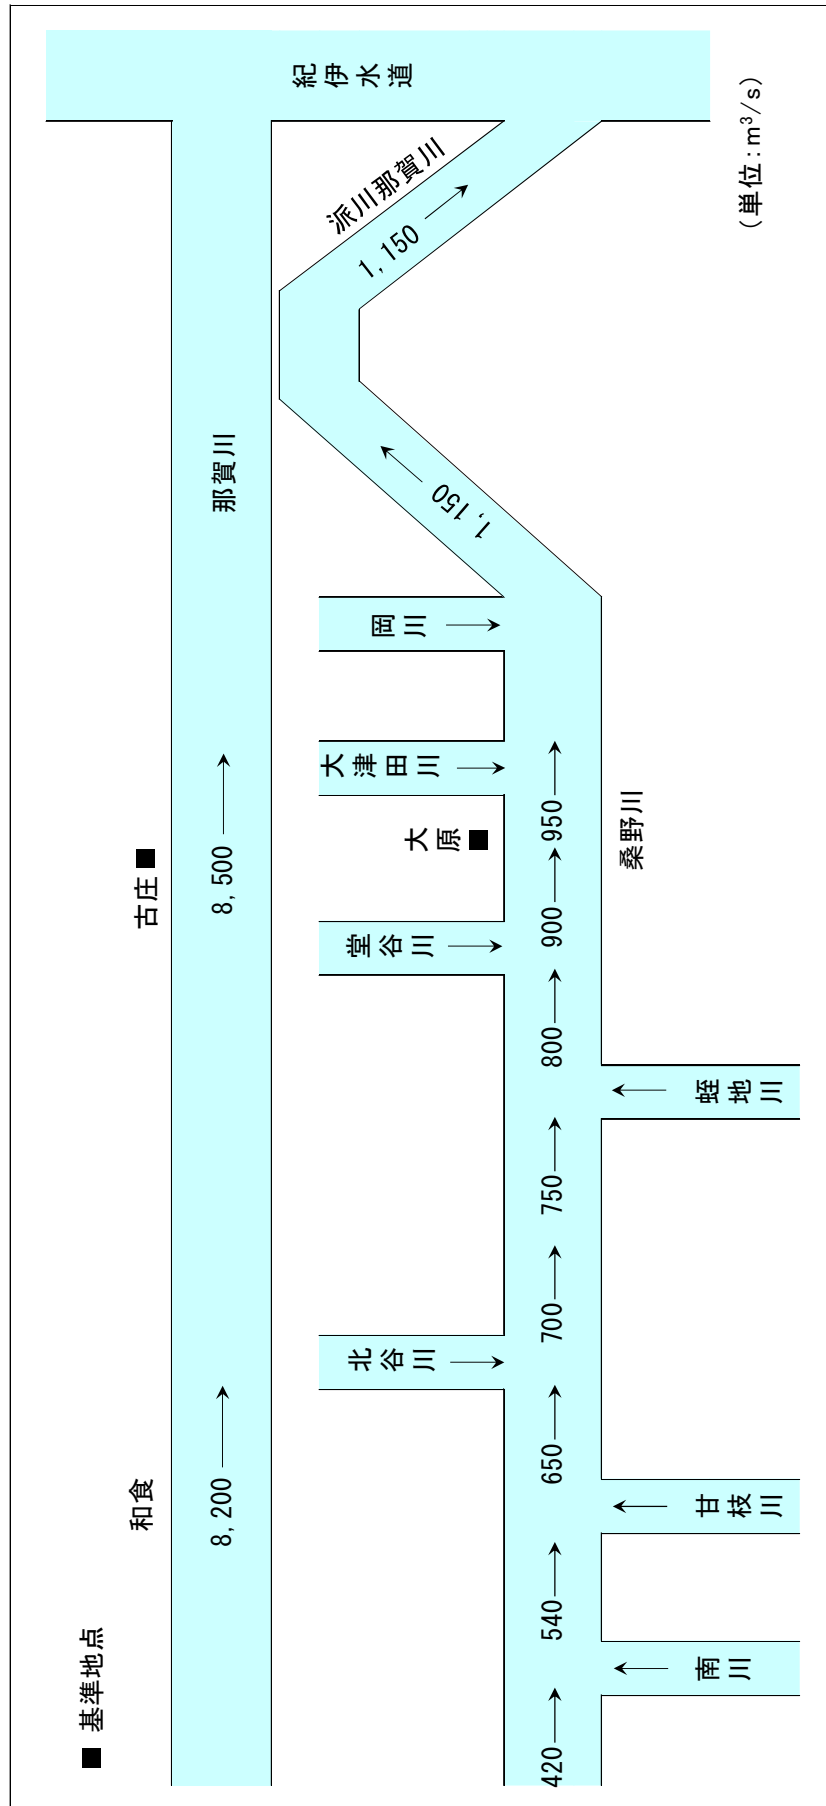 紀伊水道
(単位:m³/s)
派川那賀川
1,150
那賀川
1,150
岡川
大津田川
大原■
950
桑野川
古庄■
8,500
堂谷川
900
800
蛭地川
750
700
北谷川
和食
8,200
650
甘枝川
540
南川
420
■ 基準地点